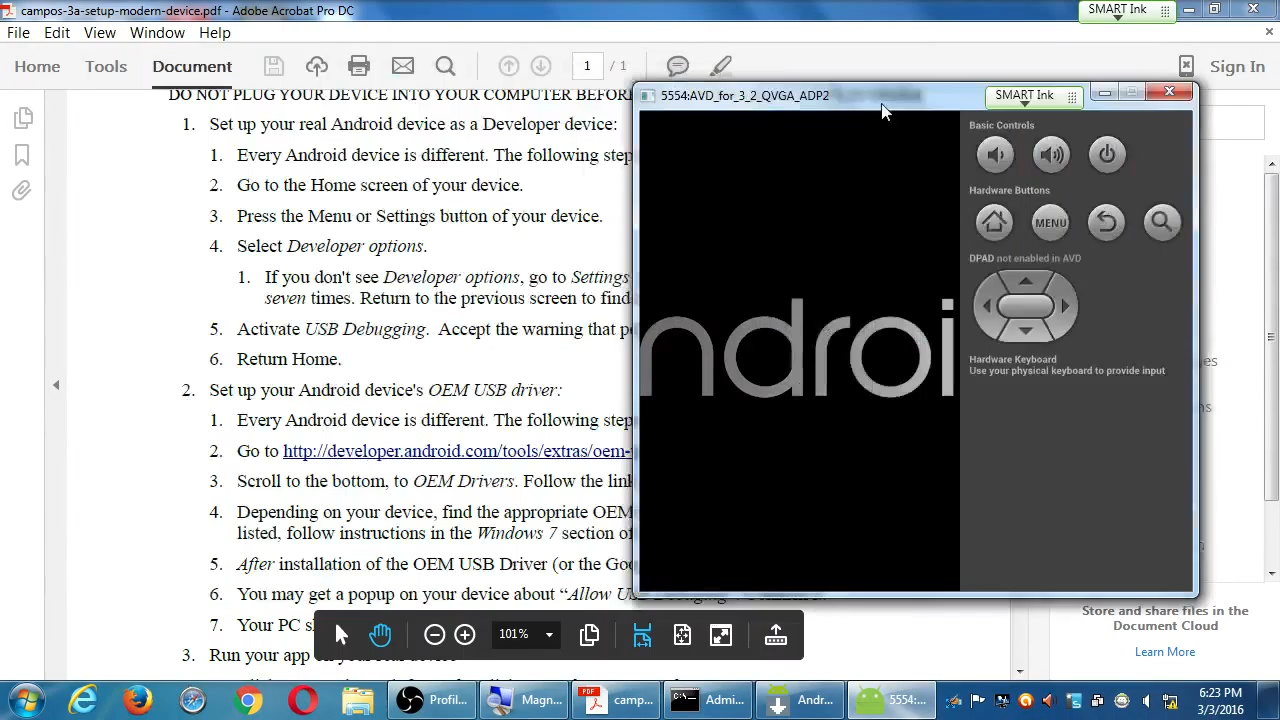 campos-3a-setup-modern-device.pdf - Adobe Acrobat Pro DC
SMART Ink
File Edit View Window Help
Home Tools Document 1 / 1 Sign In
DO NOT PLUG YOUR DEVICE INTO YOUR COMPUTER BEFOR
1. Set up your real Android device as a Developer device:
1. Every Android device is different. The following step
2. Go to the Home screen of your device.
3. Press the Menu or Settings button of your device.
4. Select Developer options.
1. If you don't see Developer options, go to Settings
seven times. Return to the previous screen to find
5. Activate USB Debugging. Accept the warning that p
6. Return Home.
2. Set up your Android device's OEM USB driver:
1. Every Android device is different. The following step
2. Go to http://developer.android.com/tools/extras/oem-
3. Scroll to the bottom, to OEM Drivers. Follow the link
4. Depending on your device, find the appropriate OEM
listed, follow instructions in the Windows 7 section of
5. After installation of the OEM USB Driver (or the Goo
6. You may get a popup on your device about “Allow
7. Your PC
3. Run your app
5554:AVD_for_3_2_QVGA_ADP2
SMART Ink
ndroi
Basic Controls
Hardware Buttons
MENU
DPAD not enabled in AVD
Hardware Keyboard
Use your physical keyboard to provide input
Store and share files in the
Document Cloud
Learn More
101%
Profil...
Magn...
PDF
camp...
Admi...
Andr...
5554:...
6:23 PM
3/3/2016